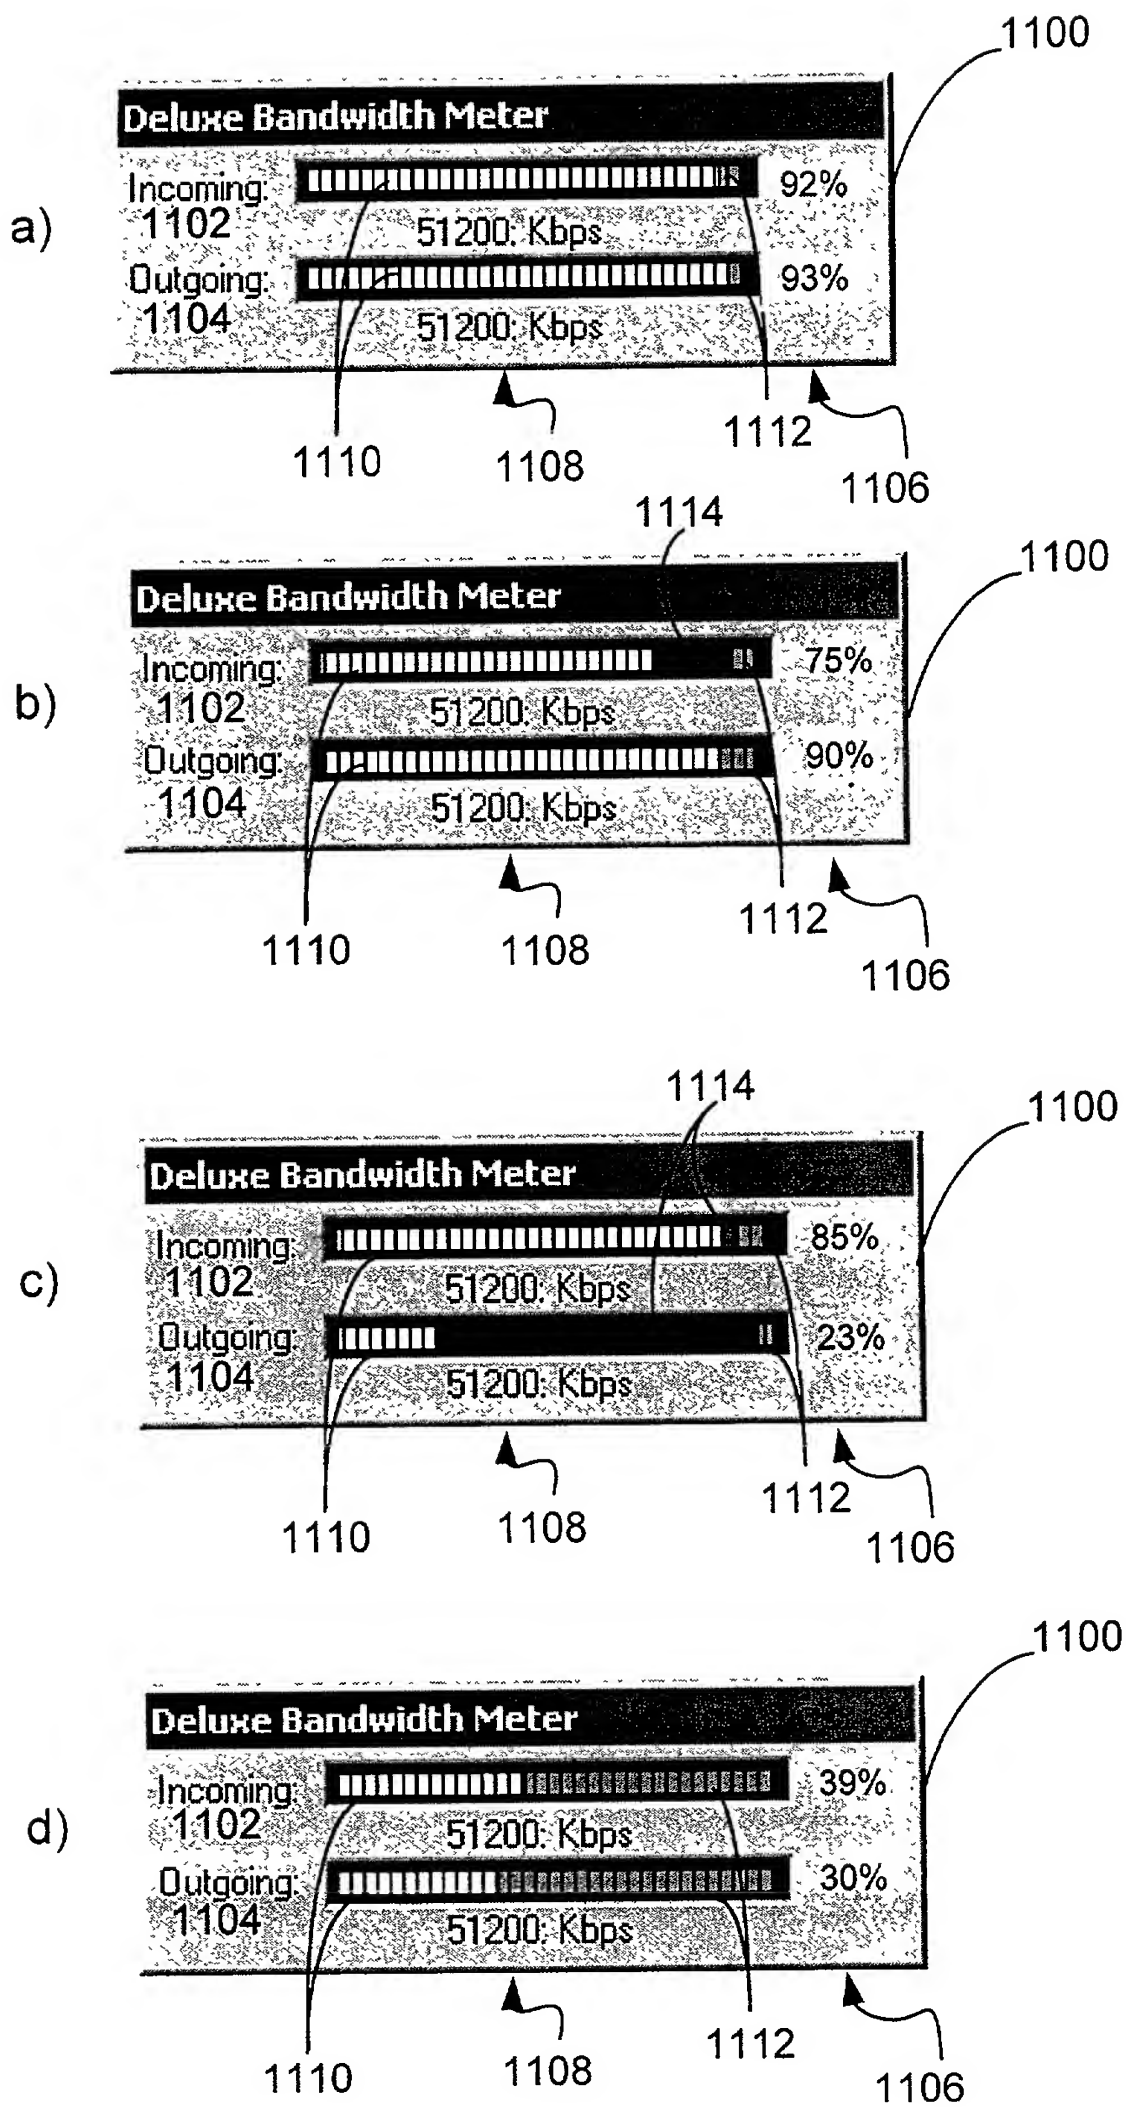 1100
Deluxe Bandwidth Meter
a)
Incoming:
92%
1102
51200: Kbps
Outgoing:
93%
1104
51200: Kbps
1110
1108
1112
1106
1114
1100
Deluxe Bandwidth Meter
b)
Incoming:
75%
1102
51200: Kbps
Outgoing:
90%
1104
51200: Kbps
1110
1108
1112
1106
1114
1100
Deluxe Bandwidth Meter
c)
Incoming:
85%
1102
51200: Kbps
Outgoing:
23%
1104
51200: Kbps
1110
1108
1112
1106
1100
Deluxe Bandwidth Meter
d)
Incoming:
39%
1102
51200: Kbps
Outgoing:
30%
1104
51200: Kbps
1110
1108
1112
1106